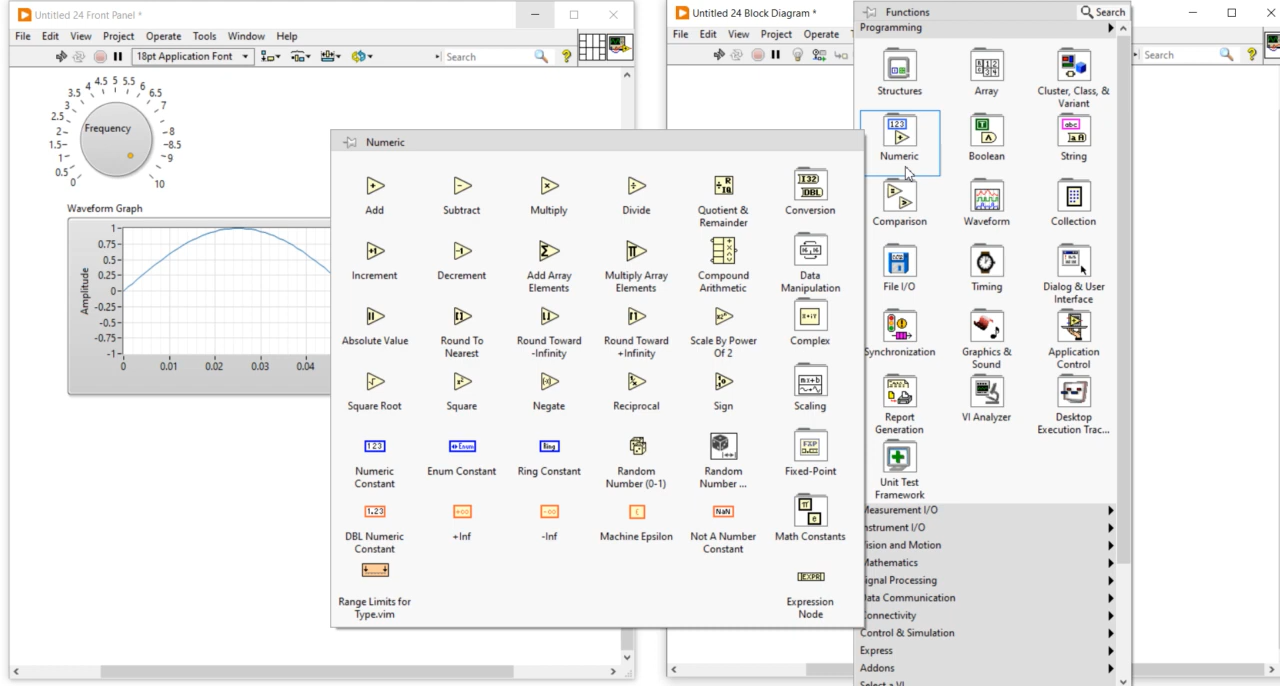 Untitled 24 Front Panel *
File Edit View Project Operate Tools Window Help
18pt Application Font
Search
Frequency
0
0.5
1
1.5
2
2.5
3
3.5
4
4.5
5
5.5
6
6.5
7
8
8.5
9
10
Waveform Graph
Amplitude
1
0.75
0.5
0.25
0
-0.25
-0.5
-0.75
-1
0 0.01 0.02 0.03 0.04
Numeric
Add Subtract Multiply Divide Quotient & Remainder Conversion
Increment Decrement Add Array Elements Multiply Array Elements Compound Arithmetic Data Manipulation
Absolute Value Round To Nearest Round Toward -Infinity Round Toward +Infinity Scale By Power Of 2 Complex
Square Root Square Negate Reciprocal Sign Scaling
Numeric Constant Enum Constant Ring Constant Random Number (0-1) Random Number ... Fixed-Point
DBL Numeric Constant +Inf -Inf Machine Epsilon Not A Number Constant Math Constants
Range Limits for Type.vim Expression Node
Untitled 24 Block Diagram *
File Edit View Project Operate
Search
Functions
Search
Programming
Structures Array Cluster, Class, & Variant
Numeric Boolean String
Comparison Waveform Collection
File I/O Timing Dialog & User Interface
Synchronization Graphics & Sound Application Control
Report Generation VI Analyzer Desktop Execution Trac...
Unit Test Framework
Measurement I/O
Instrument I/O
Vision and Motion
Mathematics
Signal Processing
Data Communication
Connectivity
Control & Simulation
Express
Addons
Select a VI